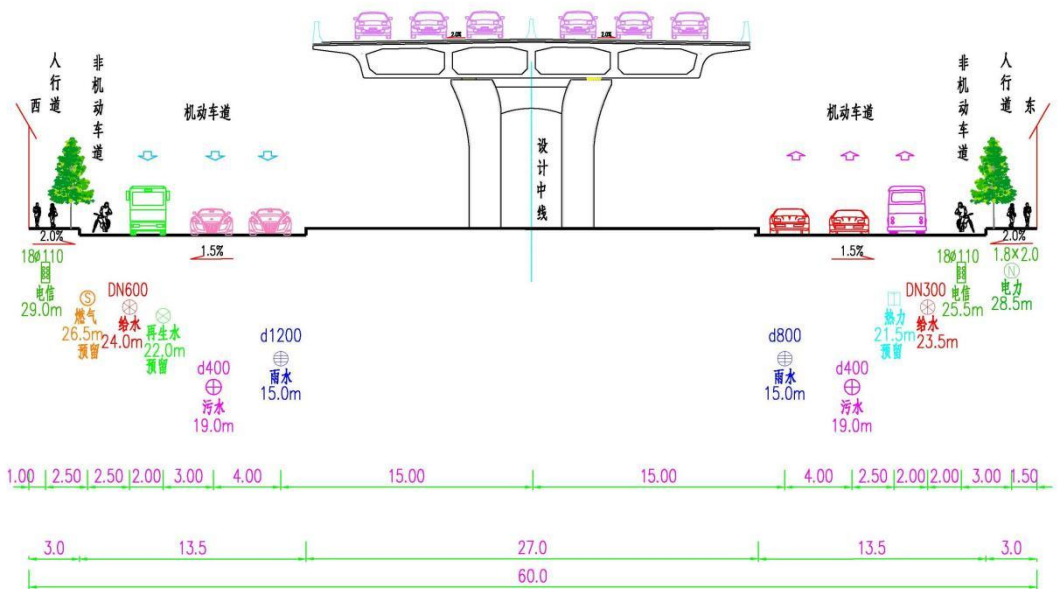 2.0%
2.0%
西
人行道
非机动车道
机动车道
设计中线
机动车道
非机动车道
人行道
东
2.0%
1.5%
1.5%
2.0%
18ø110
电信
29.0m
S
燃气
26.5m
预留
DN600
给水
24.0m
再生水
22.0m
预留
d400
污水
19.0m
d1200
雨水
15.0m
d800
雨水
15.0m
d400
污水
19.0m
热力
21.5m
预留
DN300
给水
23.5m
18ø110
电信
25.5m
1.8×2.0
N
电力
28.5m
1.00 2.50 2.50 2.00 3.00 4.00 15.00 15.00 4.00 2.50 2.00 2.00 3.00 1.50
3.0 13.5 27.0 13.5 3.0
60.0